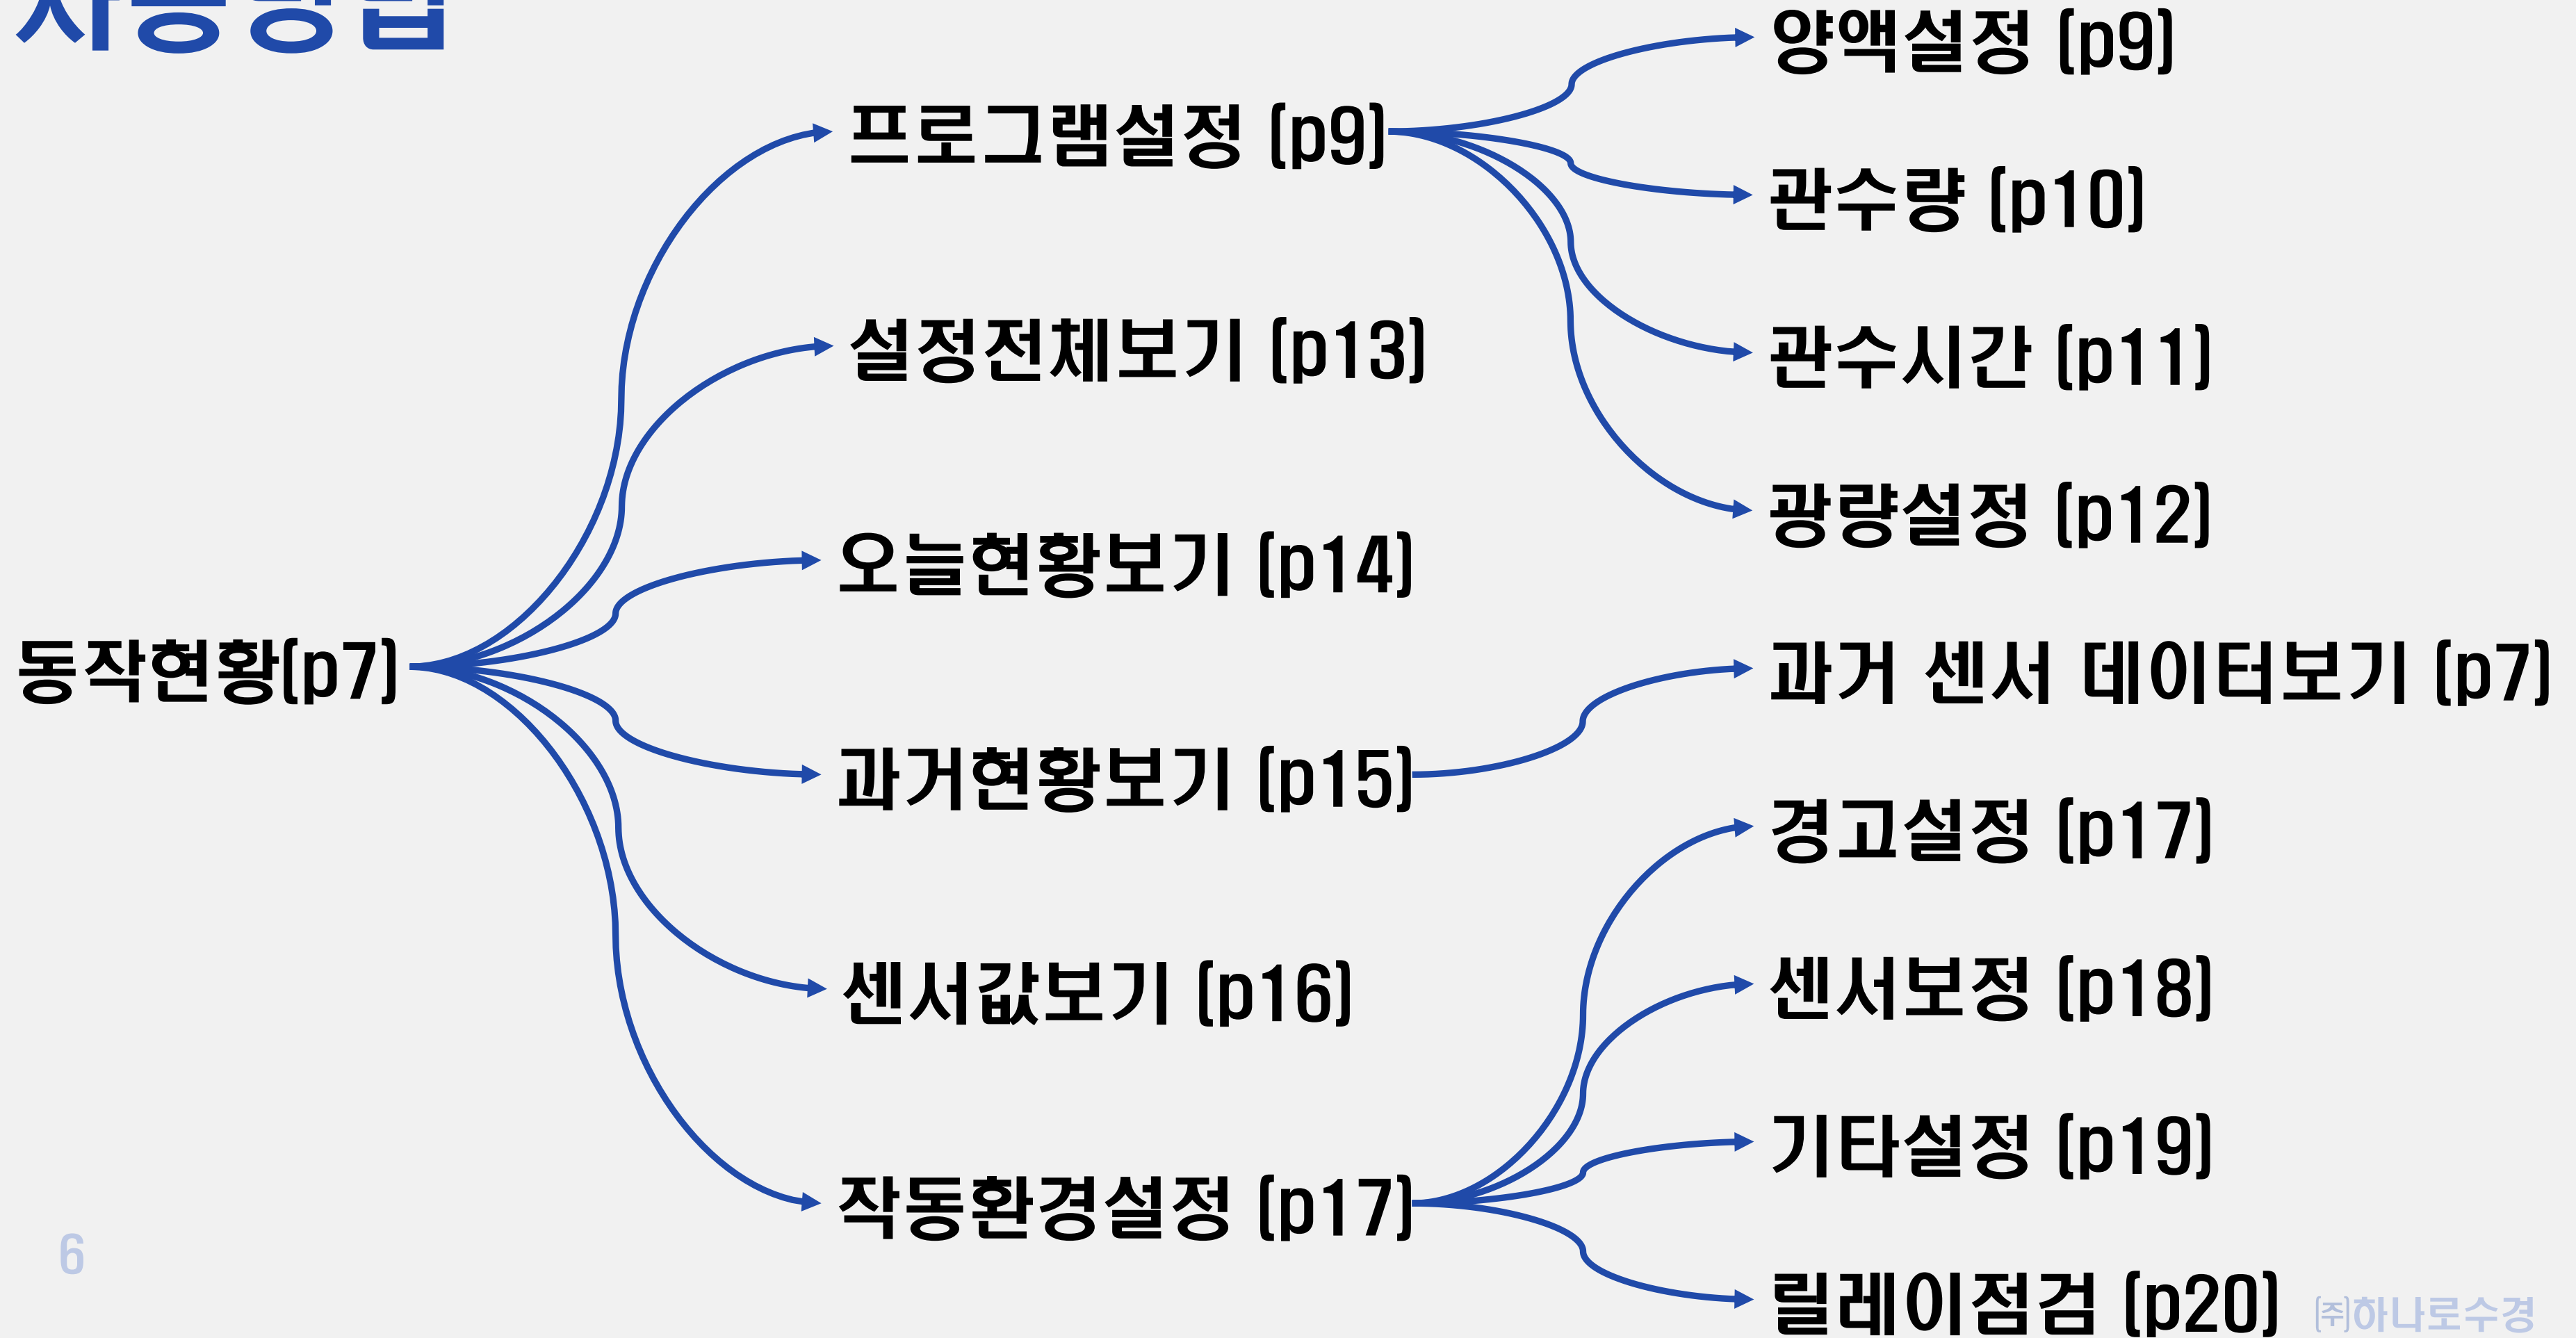 양액설정 (p9)
프로그램설정 (p9)
관수량 (p10)
설정전체보기 (p13)
관수시간 (p11)
광량설정 (p12)
오늘현황보기 (p14)
동작현황(p7)
과거 센서 데이터보기 (p7)
과거현황보기 (p15)
경고설정 (p17)
센서값보기 (p16)
센서보정 (p18)
기타설정 (p19)
작동환경설정 (p17)
릴레이점검 (p20)
6
㈜하나로수경